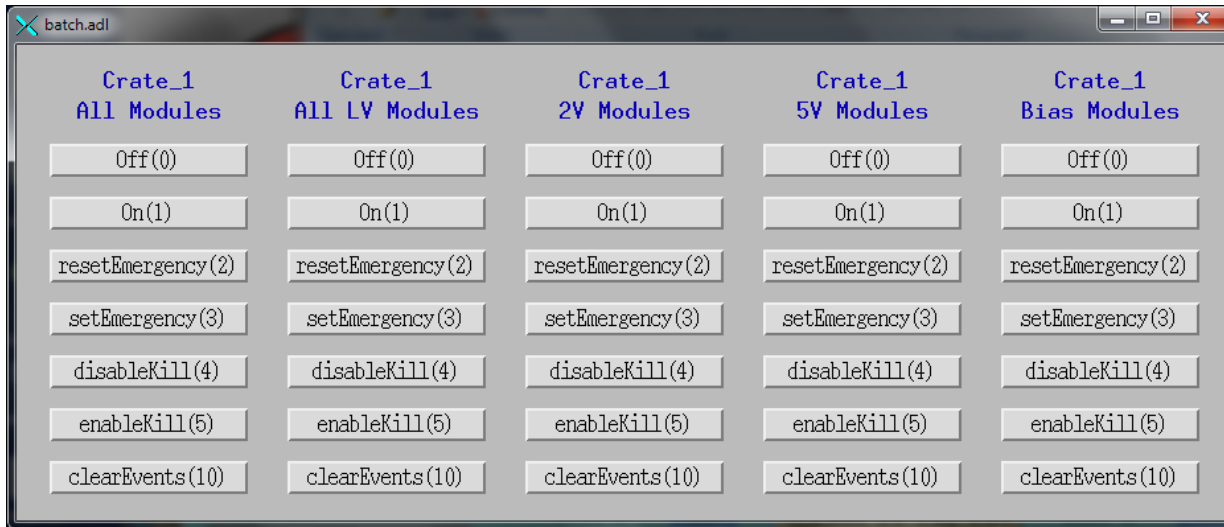 batch.adl
Crate_1 Crate_1 Crate_1 Crate_1 Crate_1
All Modules All LV Modules 2V Modules 5V Modules Bias Modules
Off(0) Off(0) Off(0) Off(0) Off(0)
On(1) On(1) On(1) On(1) On(1)
resetEmergency(2) resetEmergency(2) resetEmergency(2) resetEmergency(2) resetEmergency(2)
setEmergency(3) setEmergency(3) setEmergency(3) setEmergency(3) setEmergency(3)
disableKill(4) disableKill(4) disableKill(4) disableKill(4) disableKill(4)
enableKill(5) enableKill(5) enableKill(5) enableKill(5) enableKill(5)
clearEvents(10) clearEvents(10) clearEvents(10) clearEvents(10) clearEvents(10)